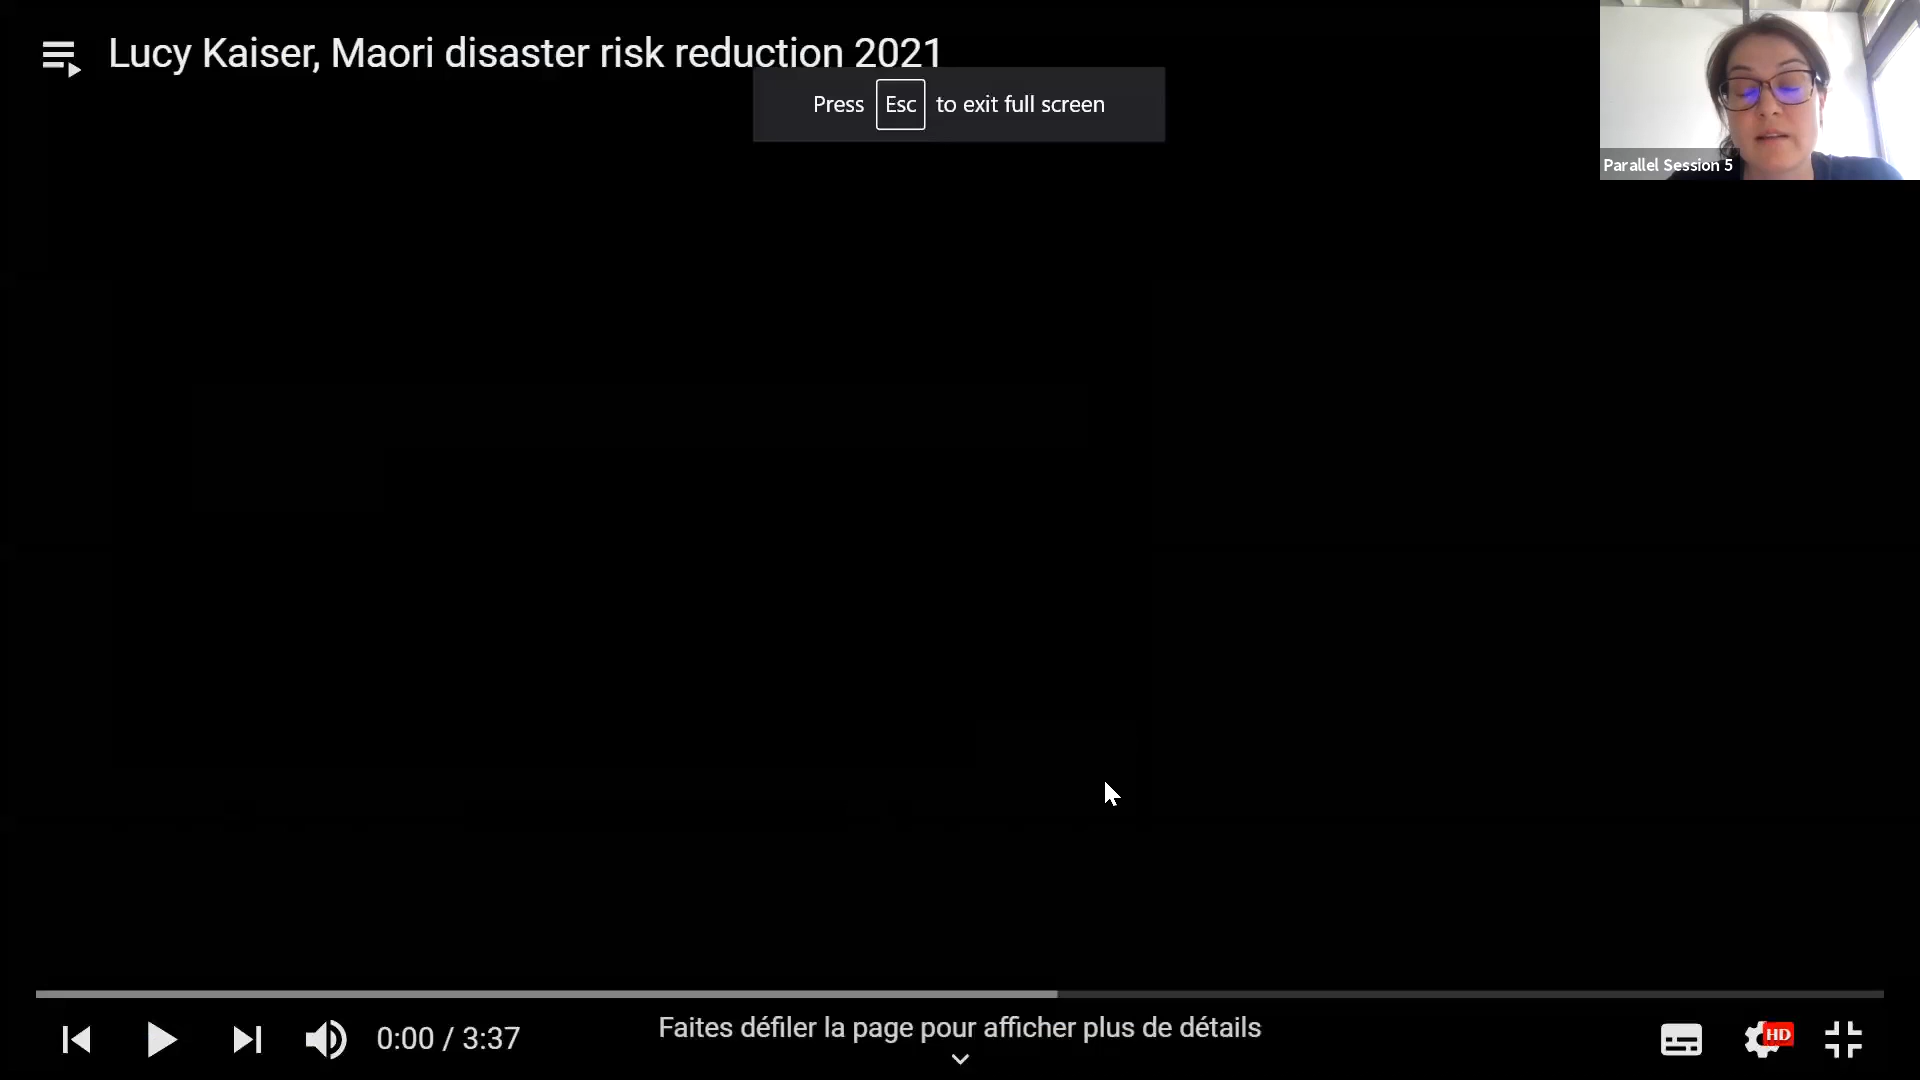 Lucy Kaiser, Maori disaster risk reduction 2021
Press Esc to exit full screen
Parallel Session 5
0:00 / 3:37
Faites défiler la page pour afficher plus de détails
HD